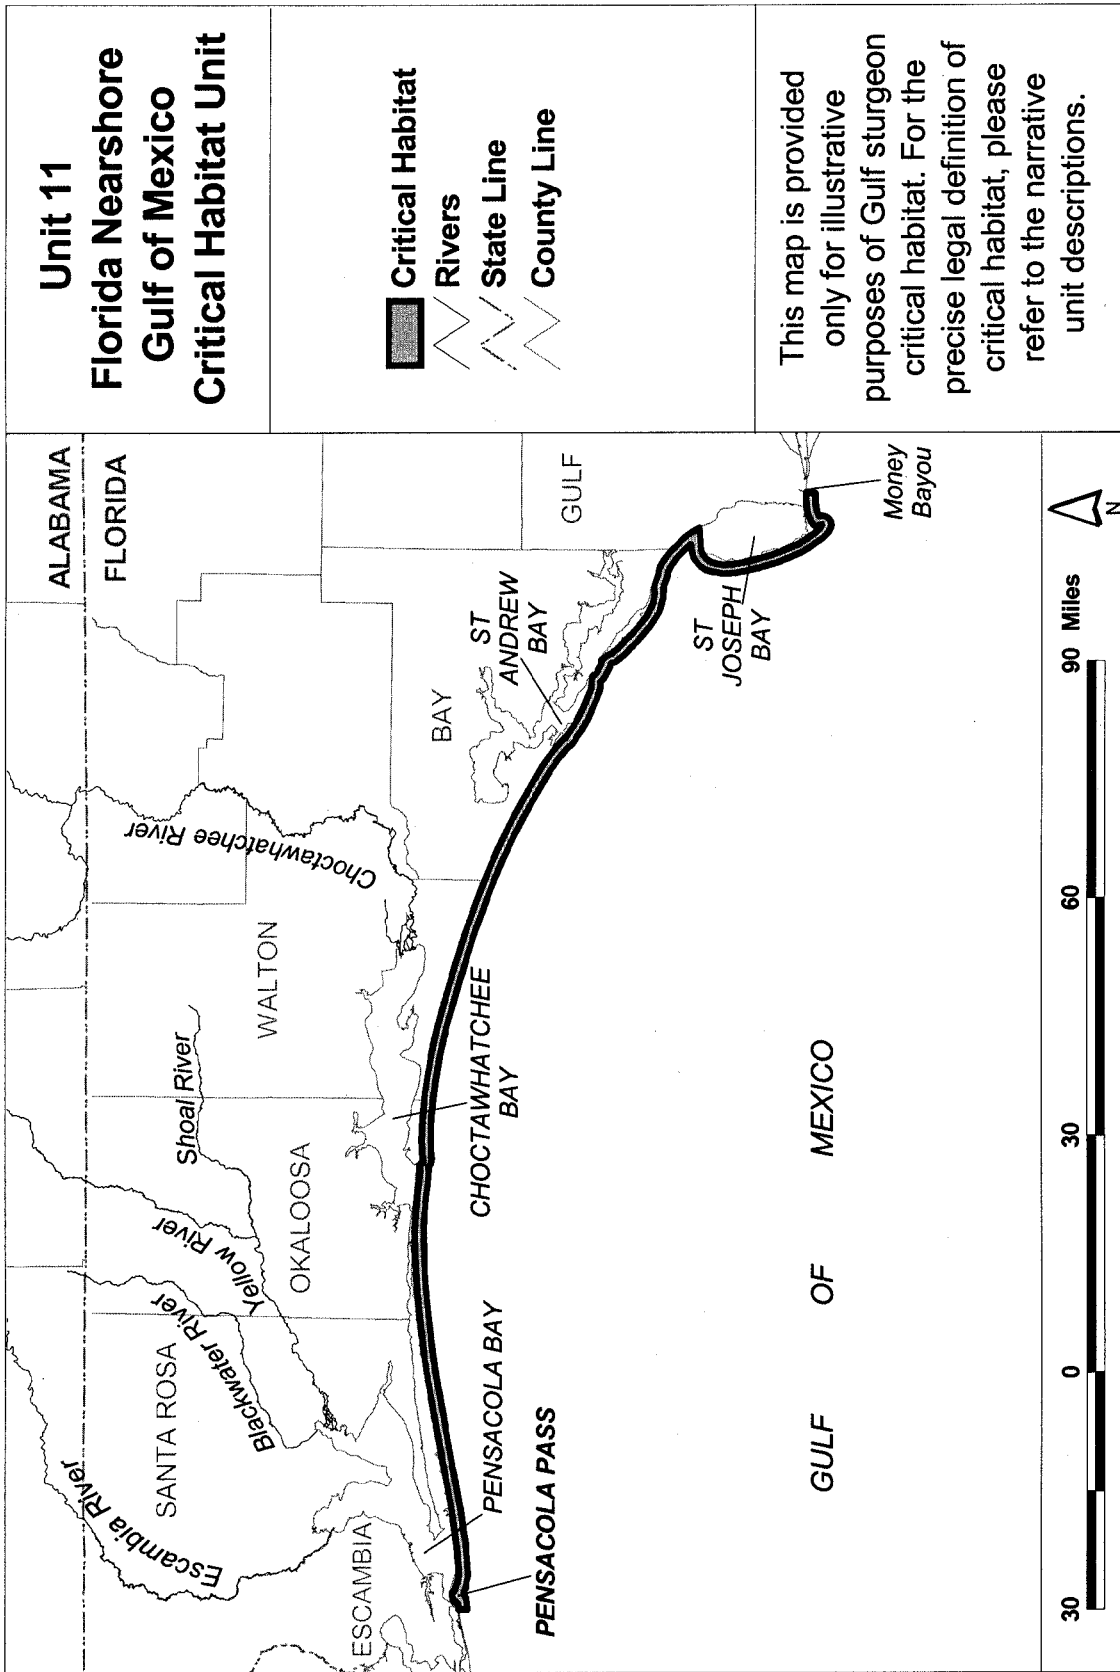 Unit 11
Florida Nearshore
Gulf of Mexico
Critical Habitat Unit
Critical Habitat
Rivers
State Line
County Line
This map is provided
only for illustrative
purposes of Gulf sturgeon
critical habitat. For the
precise legal definition of
critical habitat, please
refer to the narrative
unit descriptions.
ALABAMA
FLORIDA
Escambia River
SANTA ROSA
Blackwater River
Yellow River
Shoal River
OKALOOSA
WALTON
Choctawhatchee River
BAY
GULF
ESCAMBIA
PENSACOLA BAY
PENSACOLA PASS
CHOCTAWHATCHEE
BAY
ST
ANDREW
BAY
ST
JOSEPH
BAY
Money
Bayou
GULF OF MEXICO
30 0 30 60 90 Miles
N